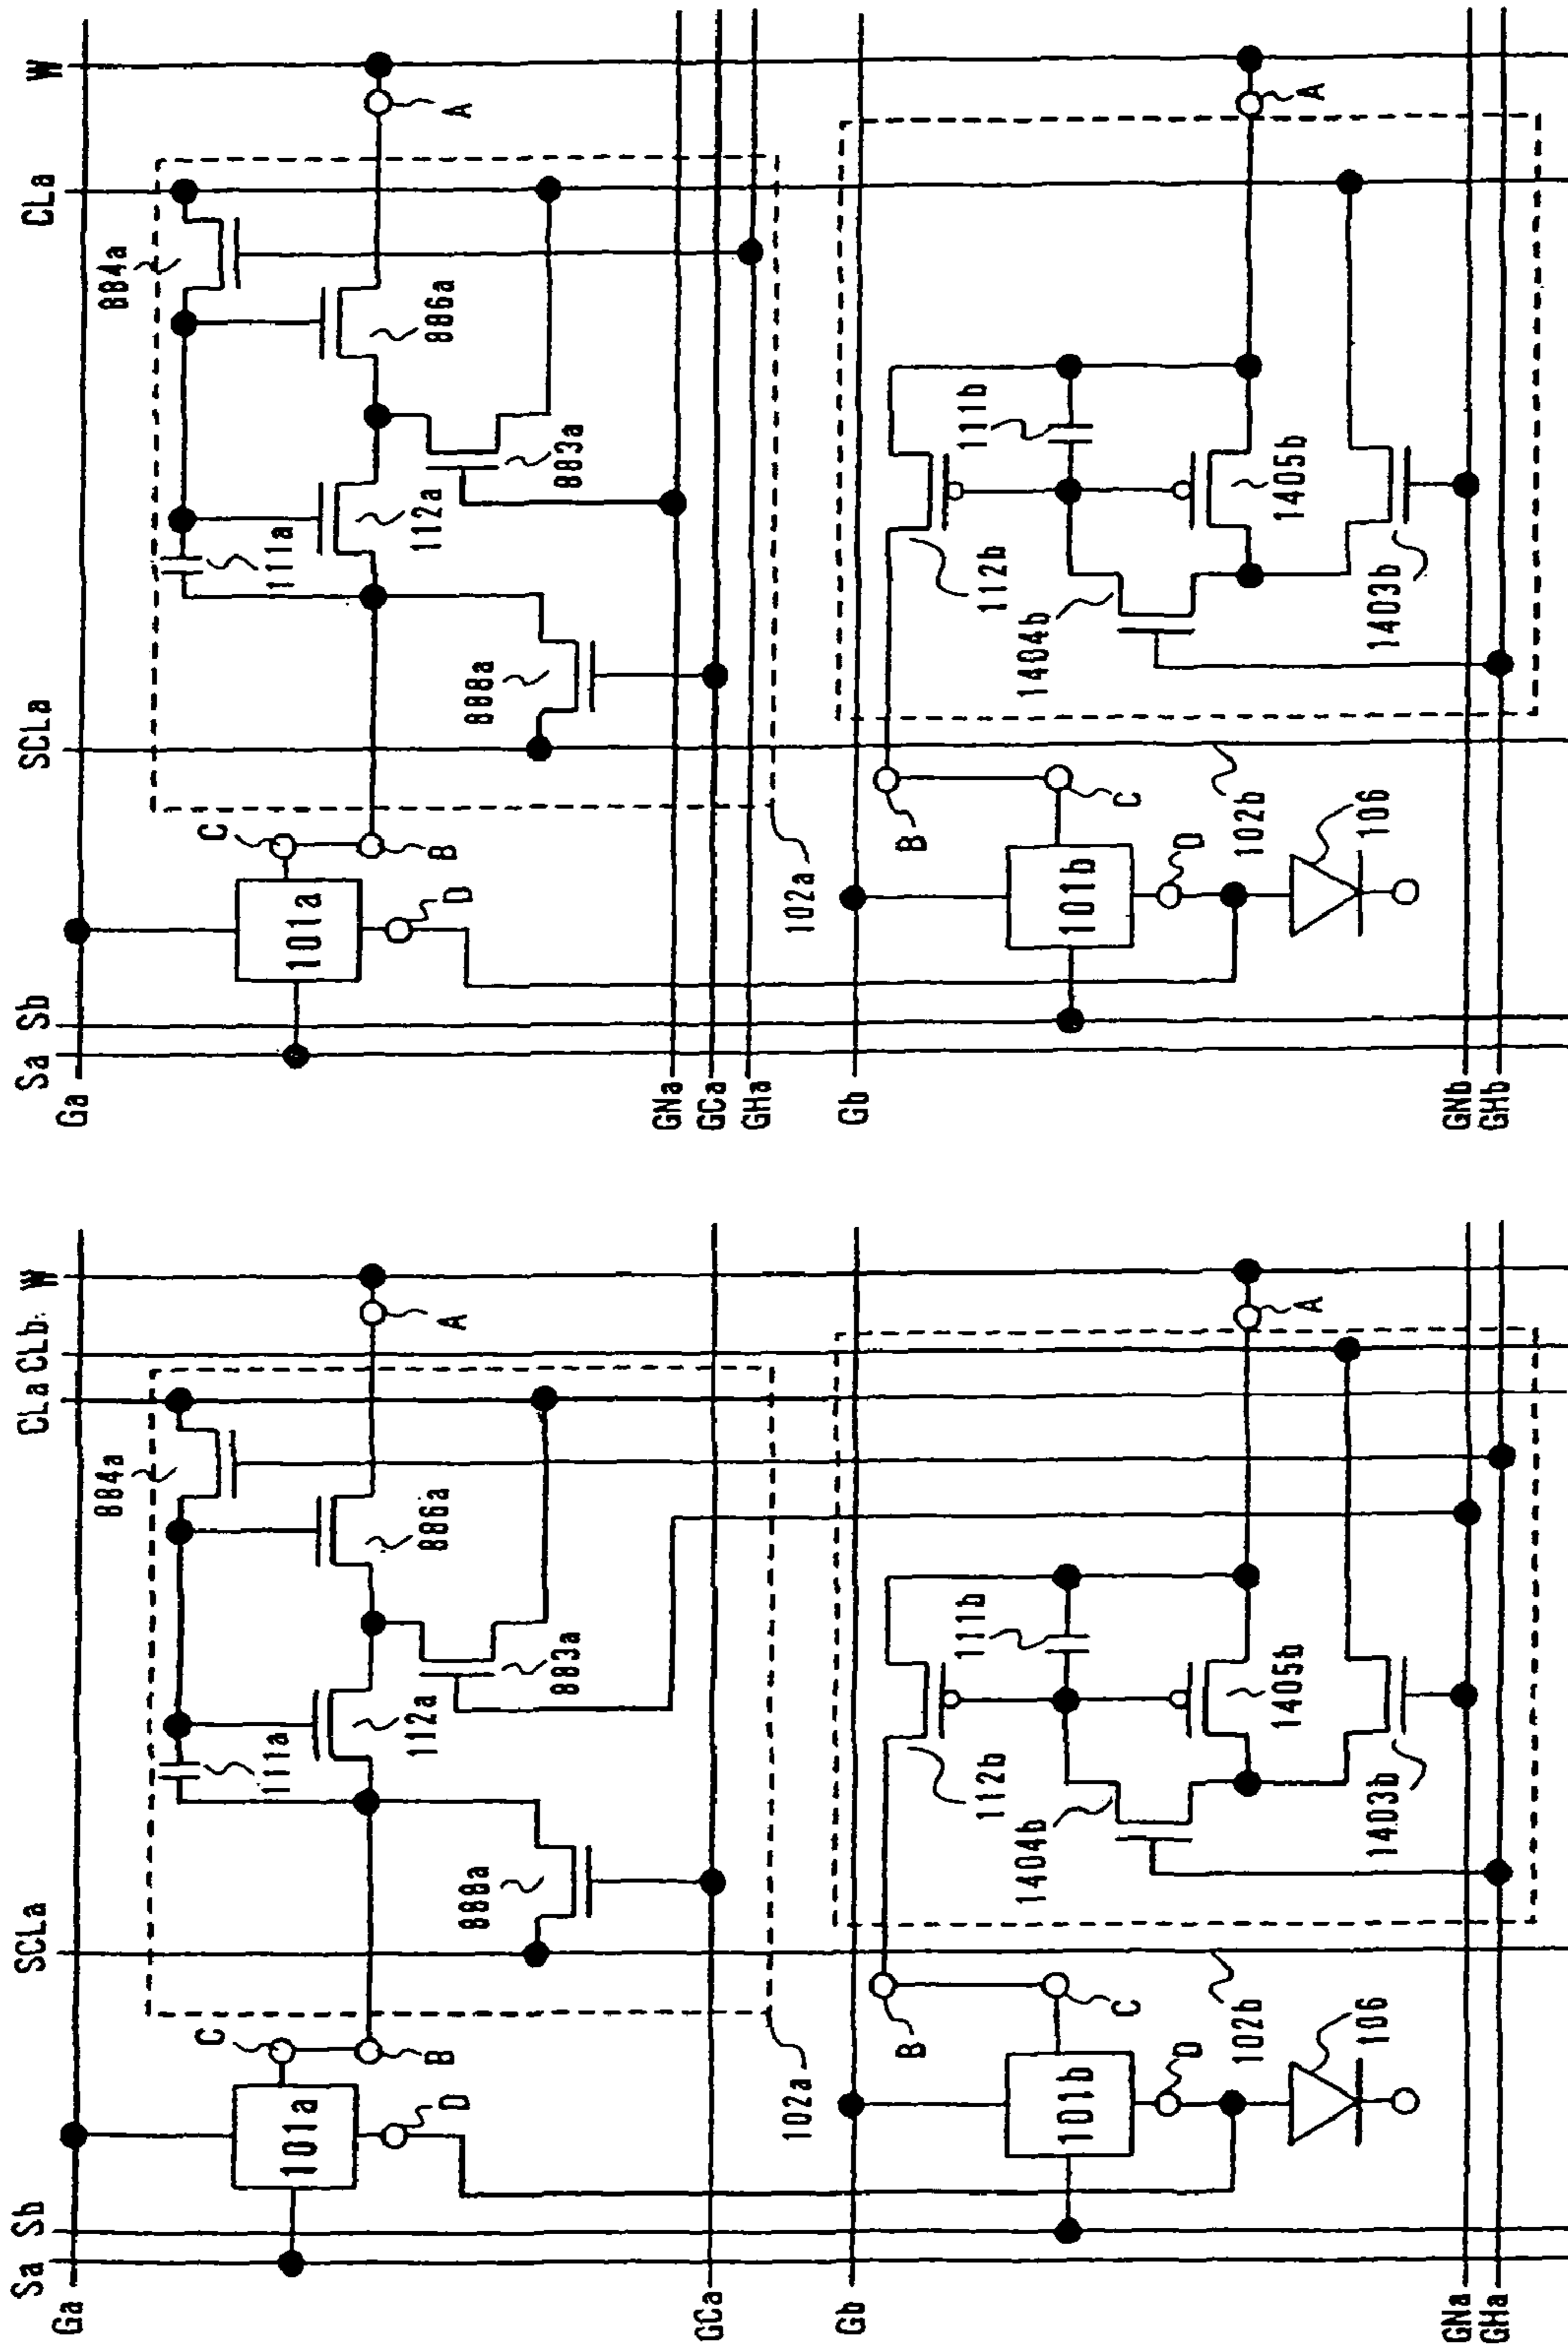 Sa Sb SCLa CLa CLb W
Ga
884a
101a
C
111a
886a
112a
A
D
B
883a
888a
GCa
102a
Gb
B
112b
111b
C
1404b
101b
D
1405b
A
102b
106
1403b
GNa
GHa
Sa Sb SCLa CLa W
Ga
884a
101a
C
111a
886a
112a
A
D
B
883a
888a
GNa
GCa
GHa
102a
Gb
B
112b
111b
C
1404b
101b
D
1405b
A
102b
106
1403b
GNb
GHb